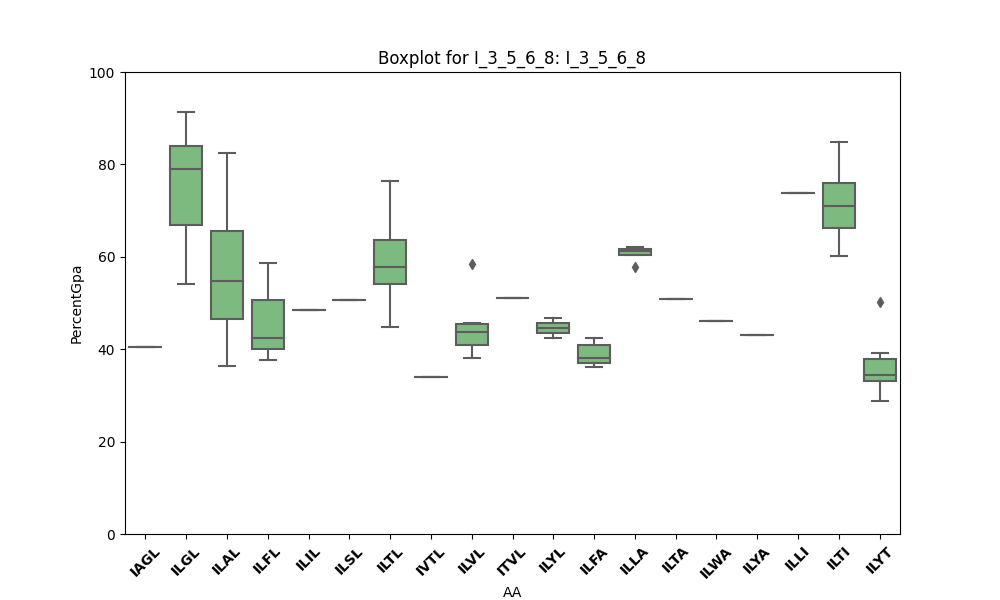 Boxplot for I_3_5_6_8: I_3_5_6_8
100
80
60
40
20
0
PercentGpa
IAGL ILGL ILAL ILFL ILIL ILSL ILTL IVTL ILVL ITVL ILYL ILFA ILLA ILTA ILWA ILYA ILLI ILTI ILYT
AA